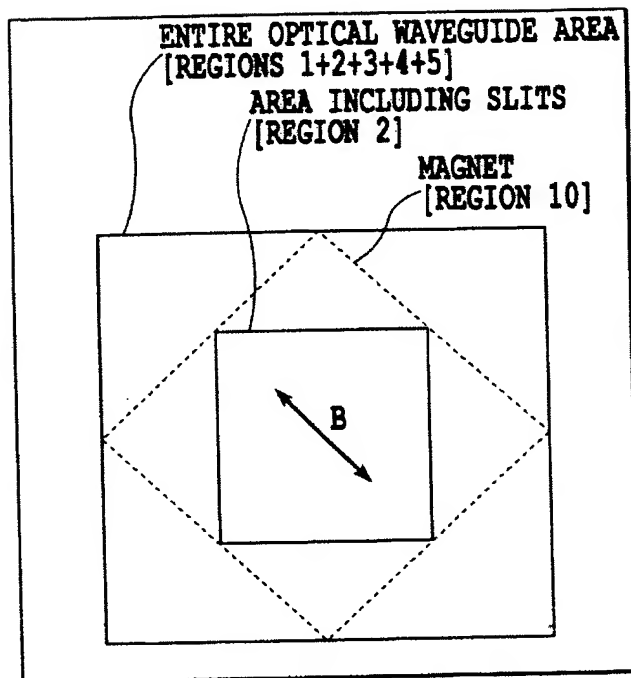 ENTIRE OPTICAL WAVEGUIDE AREA
[REGIONS 1+2+3+4+5]
AREA INCLUDING SLITS
[REGION 2]
MAGNET
[REGION 10]
B